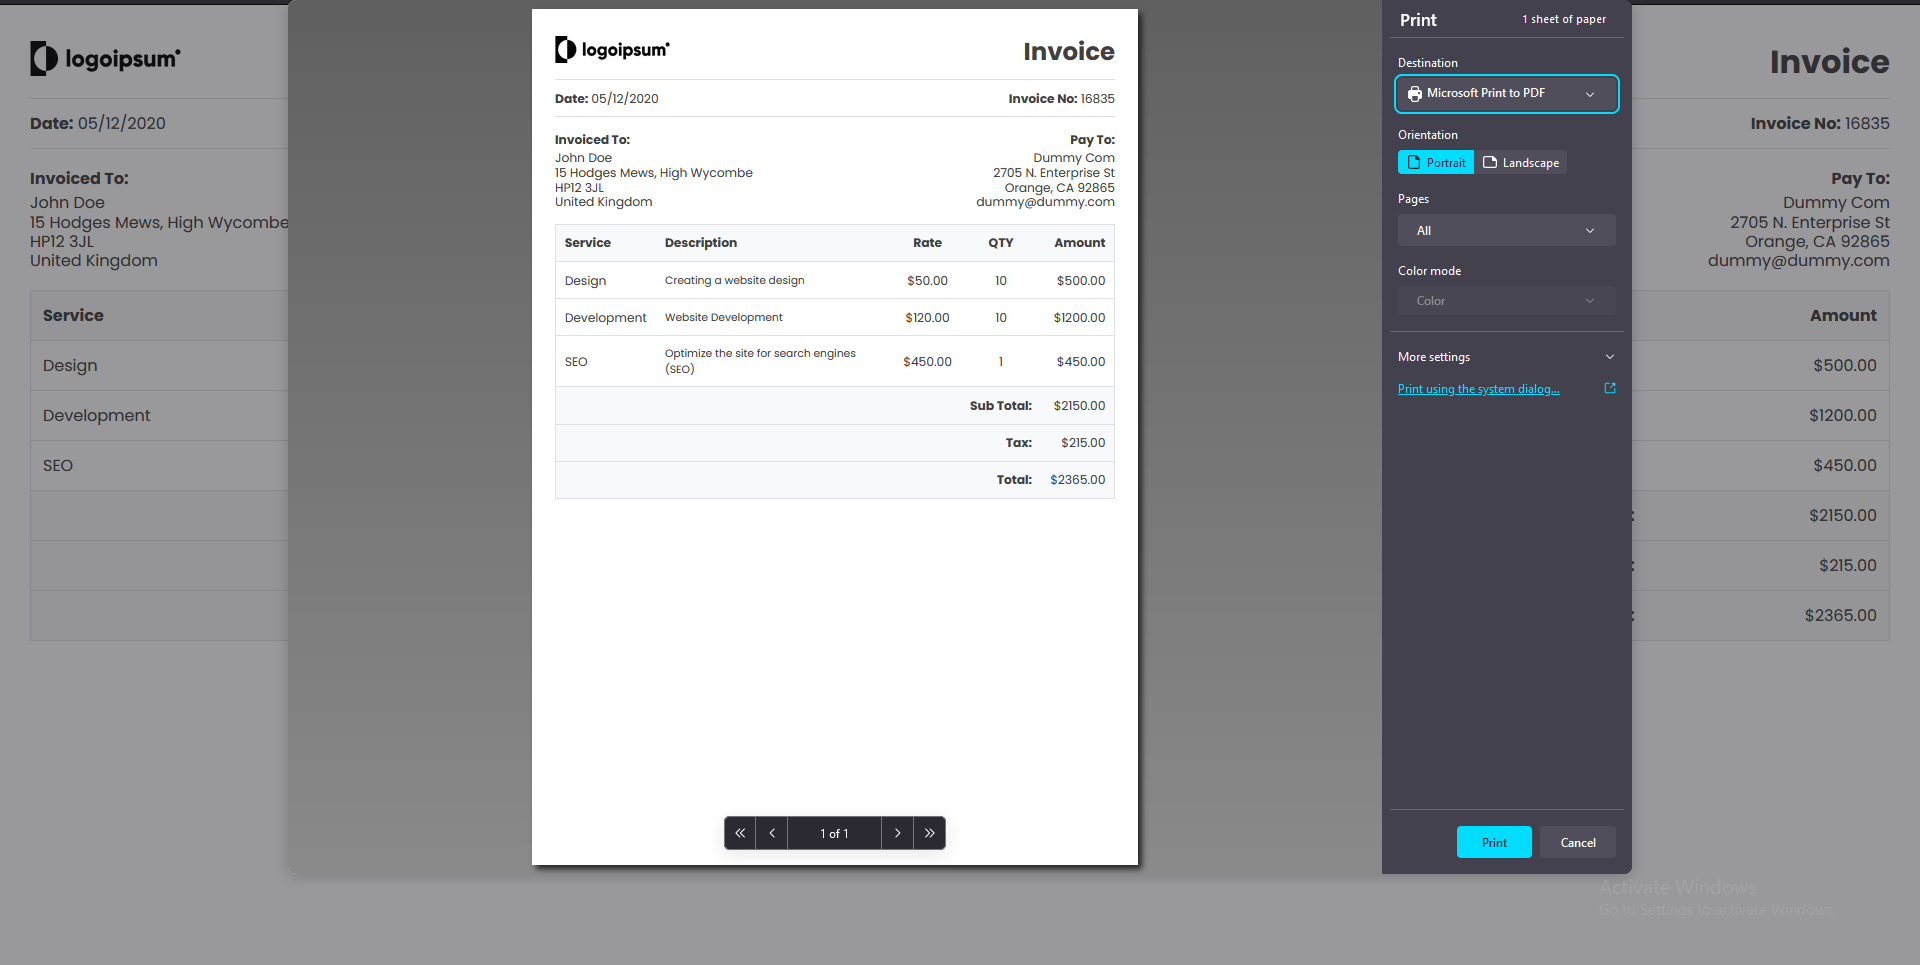 logoipsum
Invoice
Date: 05/12/2020
Invoice No: 16835
Invoiced To:
John Doe
15 Hodges Mews, High Wycombe
HP12 3JL
United Kingdom
Pay To:
Dummy Com
2705 N. Enterprise St
Orange, CA 92865
dummy@dummy.com
Service
Amount
Design
$500.00
Development
$1200.00
SEO
$450.00
$2150.00
$215.00
$2365.00
logoipsum
Invoice
Date: 05/12/2020 Invoice No: 16835
Invoiced To:
John Doe
15 Hodges Mews, High Wycombe
HP12 3JL
United Kingdom
Pay To:
Dummy Com
2705 N. Enterprise St
Orange, CA 92865
dummy@dummy.com
Service Description Rate QTY Amount
Design Creating a website design $50.00 10 $500.00
Development Website Development $120.00 10 $1200.00
SEO Optimize the site for search engines
(SEO) $450.00 1 $450.00
Sub Total: $2150.00
Tax: $215.00
Total: $2365.00
1 of 1
Print 1 sheet of paper
Destination
Microsoft Print to PDF
Orientation
Portrait Landscape
Pages
All
Color mode
Color
More settings
Print using the system dialog...
Print Cancel
Activate Windows
Go to Settings to activate Windows.